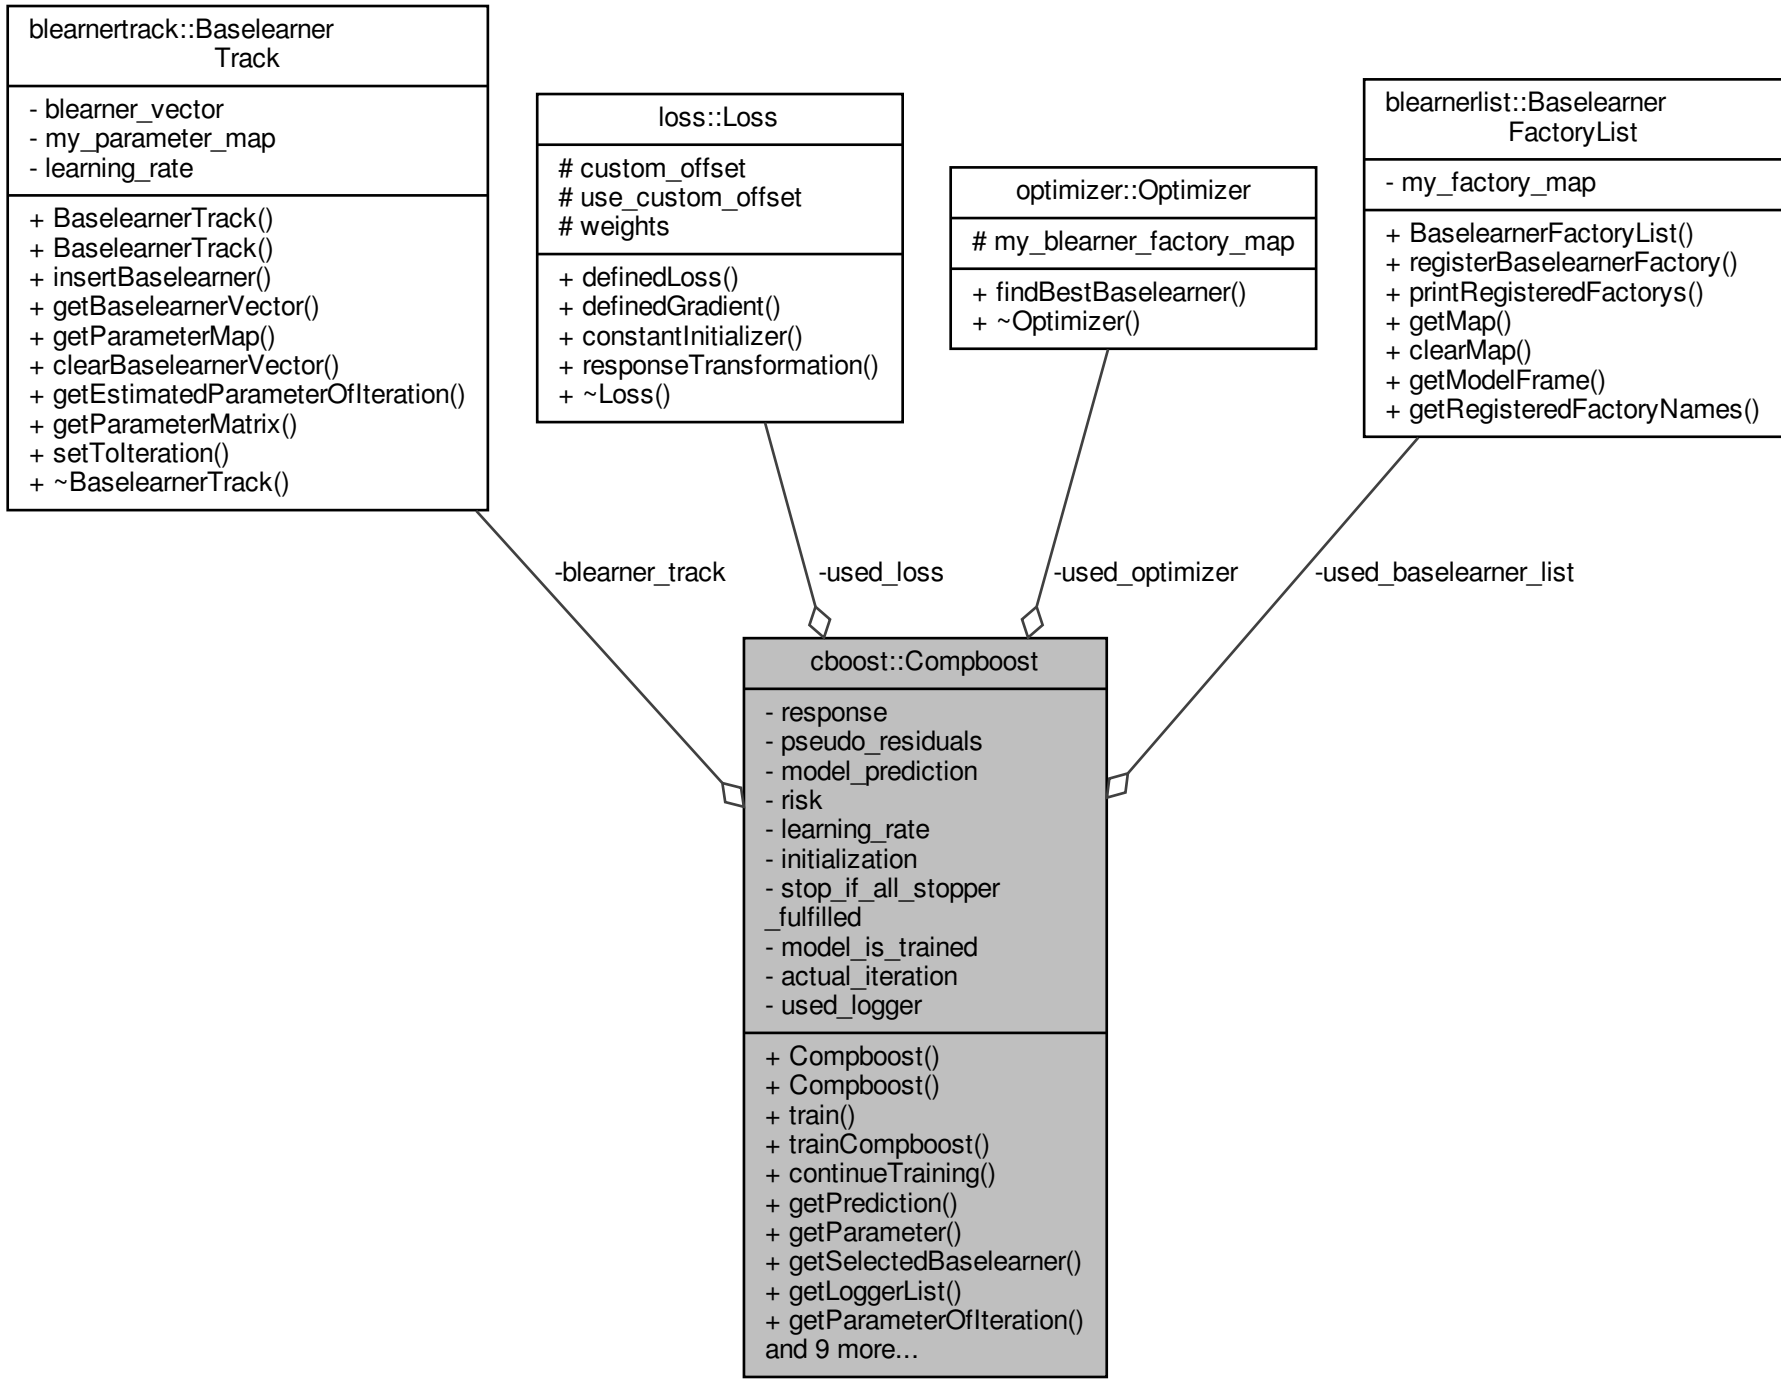 blearnertrack::Baselearner
Track
- blearner_vector
- my_parameter_map
- learning_rate
+ BaselearnerTrack()
+ BaselearnerTrack()
+ insertBaselearner()
+ getBaselearnerVector()
+ getParameterMap()
+ clearBaselearnerVector()
+ getEstimatedParameterOfIteration()
+ getParameterMatrix()
+ setToIteration()
+ ~BaselearnerTrack()
loss::Loss
# custom_offset
# use_custom_offset
# weights
+ definedLoss()
+ definedGradient()
+ constantInitializer()
+ responseTransformation()
+ ~Loss()
optimizer::Optimizer
# my_blearner_factory_map
+ findBestBaselearner()
+ ~Optimizer()
blearnerlist::Baselearner
FactoryList
- my_factory_map
+ BaselearnerFactoryList()
+ registerBaselearnerFactory()
+ printRegisteredFactorys()
+ getMap()
+ clearMap()
+ getModelFrame()
+ getRegisteredFactoryNames()
-blearner_track
-used_loss
-used_optimizer
-used_baselearner_list
cboost::Compboost
- response
- pseudo_residuals
- model_prediction
- risk
- learning_rate
- initialization
- stop_if_all_stopper
_fulfilled
- model_is_trained
- actual_iteration
- used_logger
+ Compboost()
+ Compboost()
+ train()
+ trainCompboost()
+ continueTraining()
+ getPrediction()
+ getParameter()
+ getSelectedBaselearner()
+ getLoggerList()
+ getParameterOfIteration()
and 9 more...